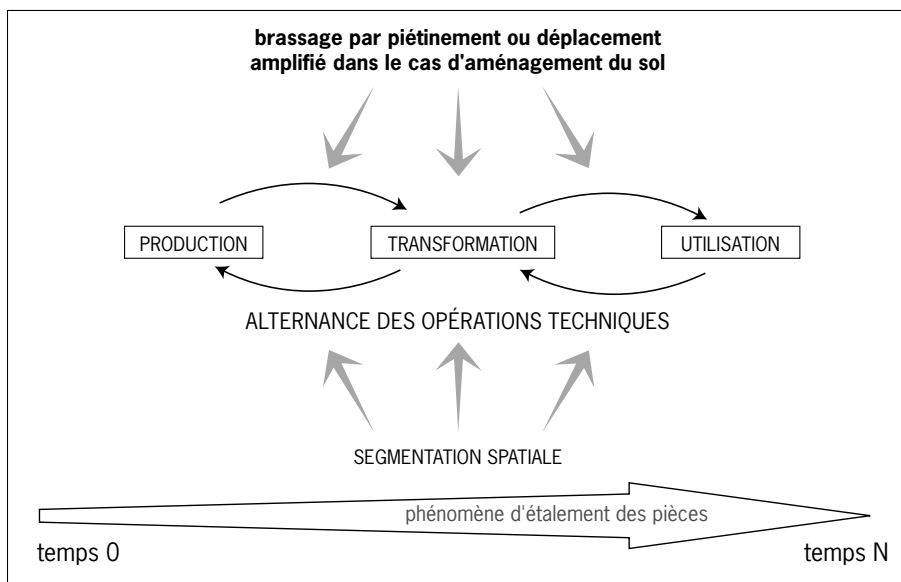 brassage par piétinement ou déplacement
amplifié dans le cas d'aménagement du sol
PRODUCTION
TRANSFORMATION
UTILISATION
ALTERNANCE DES OPÉRATIONS TECHNIQUES
SEGMENTATION SPATIALE
phénomène d'étalement des pièces
temps 0
temps N